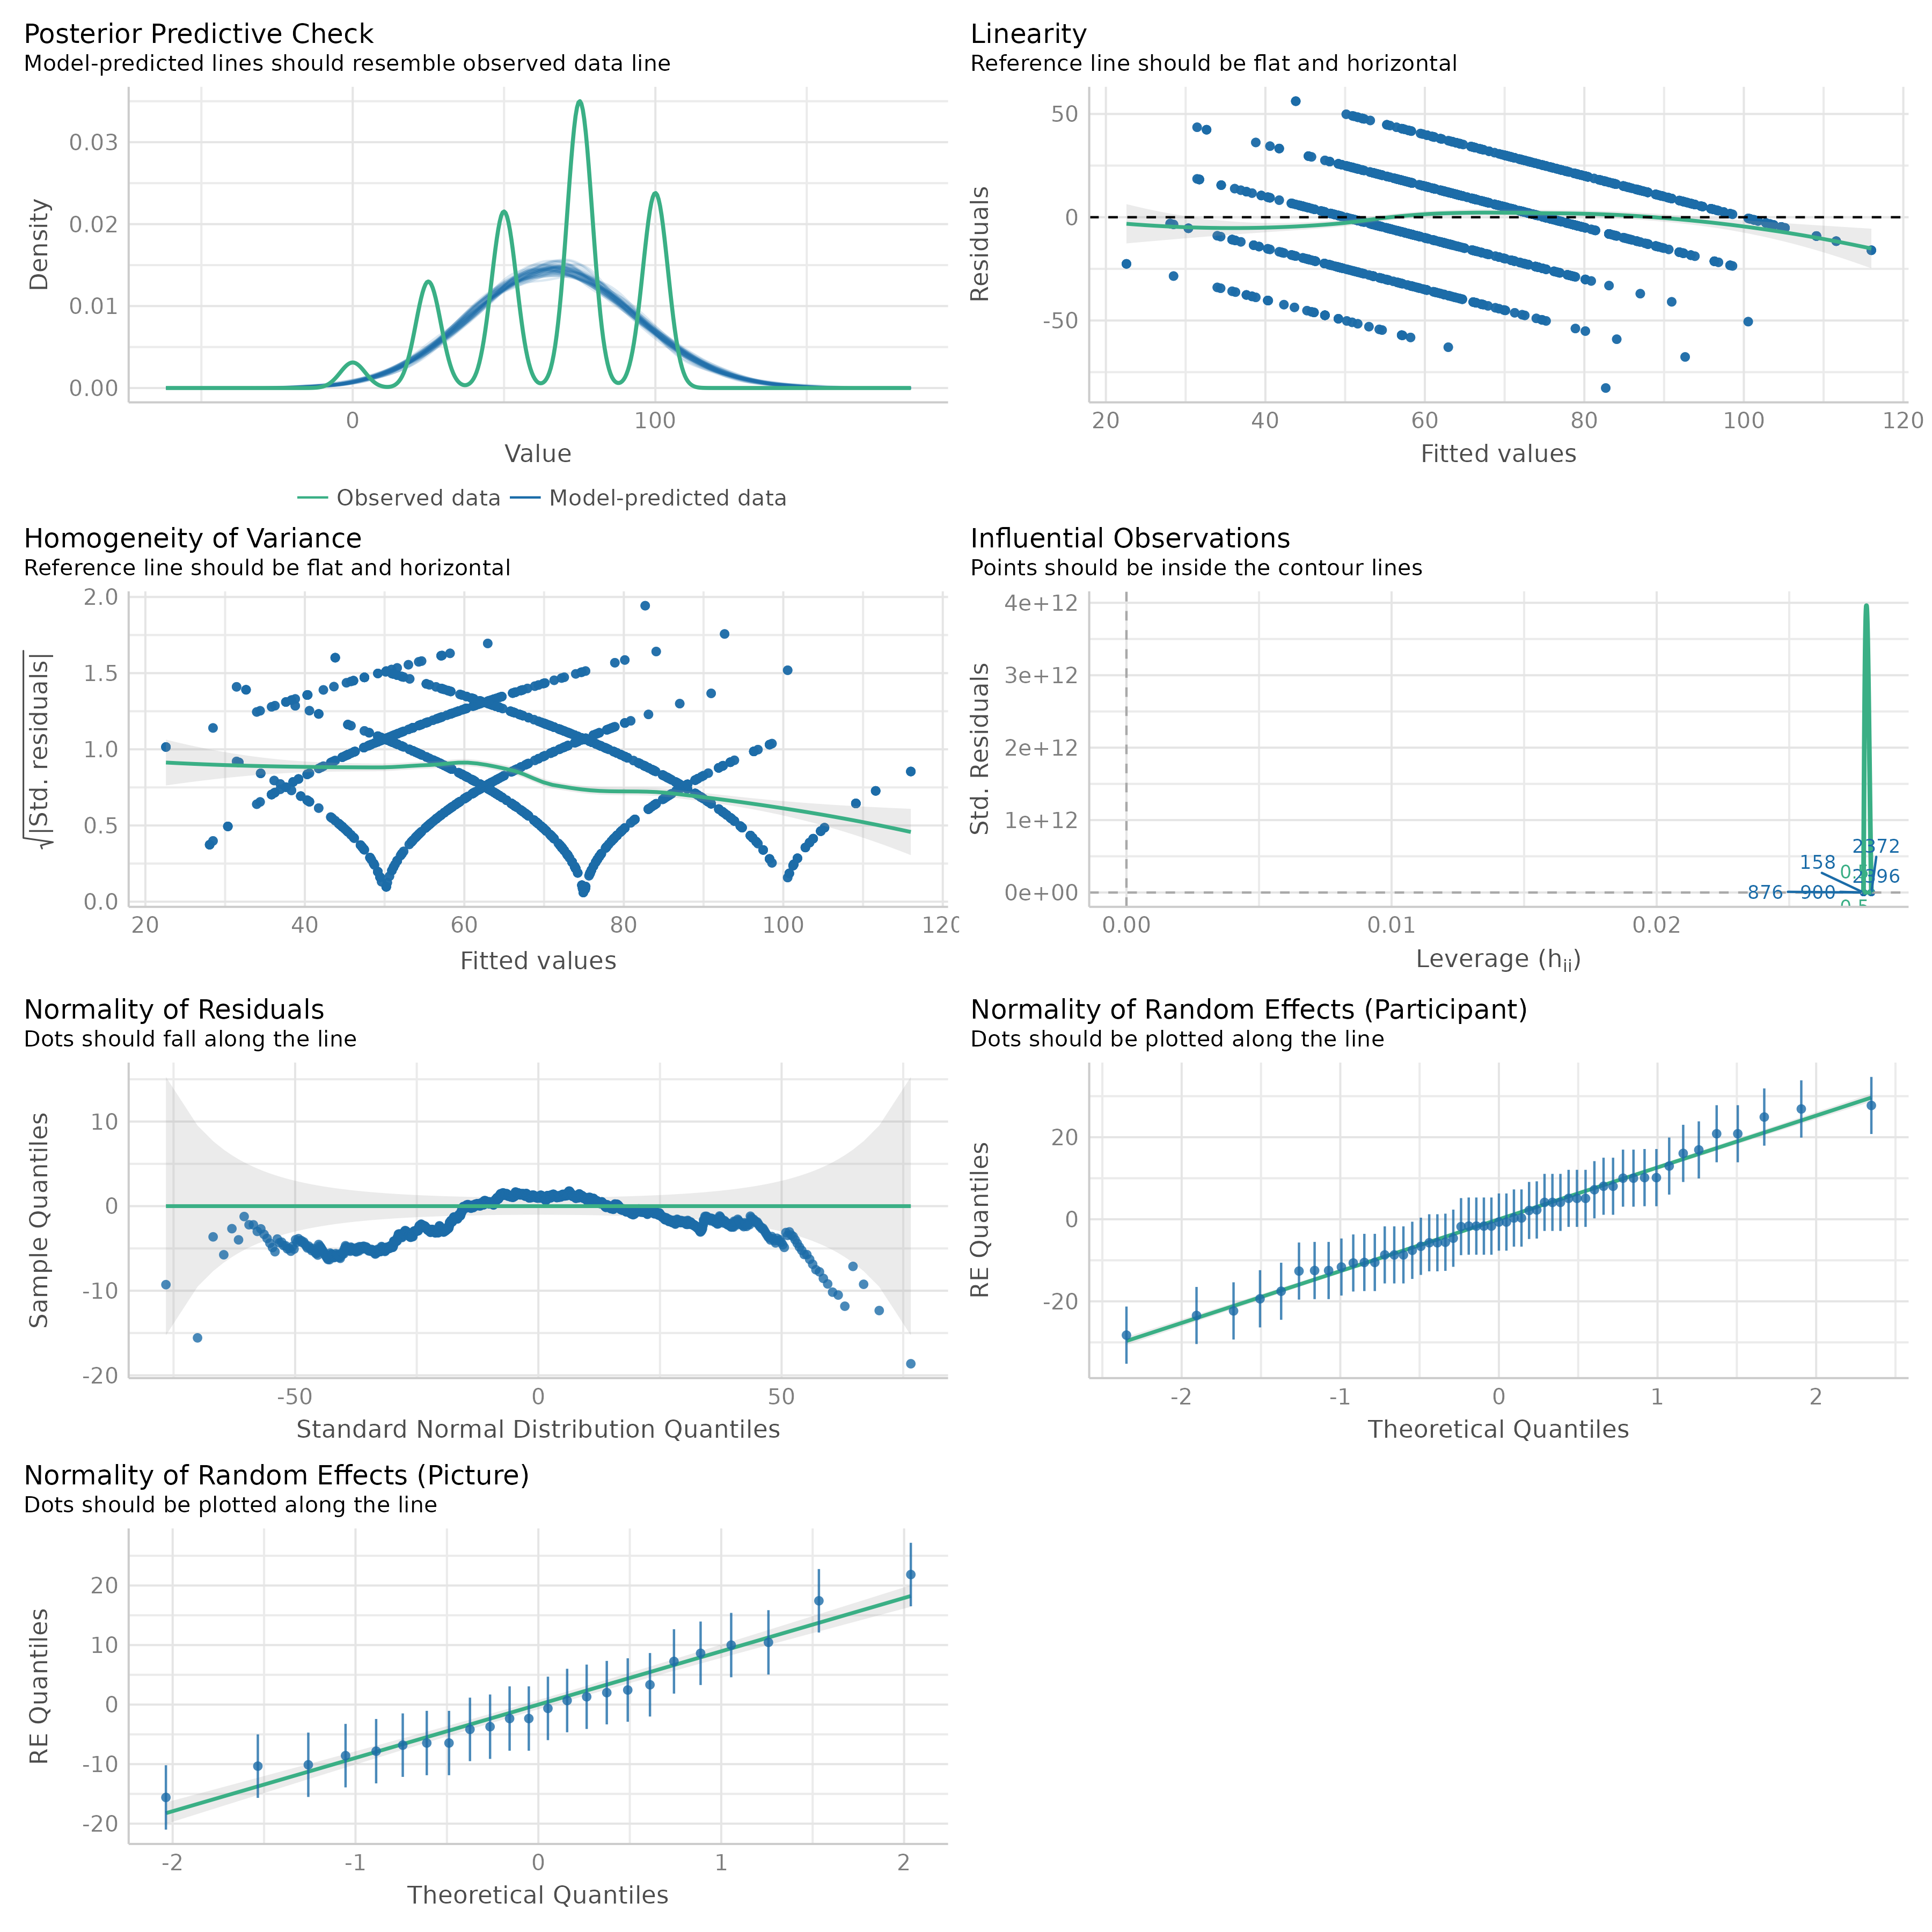 Posterior Predictive Check
Model-predicted lines should resemble observed data line
Density
0.03
0.02
0.01
0.00
0 100
Value
Observed data Model-predicted data
Linearity
Reference line should be flat and horizontal
Residuals
50
0
-50
20 40 60 80 100 120
Fitted values
Homogeneity of Variance
Reference line should be flat and horizontal
√|Std. residuals|
2.0
1.5
1.0
0.5
0.0
20 40 60 80 100
Fitted values
Influential Observations
Points should be inside the contour lines
Std. Residuals
4e+12
3e+12
2e+12
1e+12
0e+00
2372
158
2396
876 900
0.00 0.01 0.02
Leverage (hii)
Normality of Residuals
Dots should fall along the line
Sample Quantiles
10
0
-10
-20
-50 0 50
Standard Normal Distribution Quantiles
Normality of Random Effects (Participant)
Dots should be plotted along the line
RE Quantiles
20
0
-20
-2 -1 0 1 2
Theoretical Quantiles
Normality of Random Effects (Picture)
Dots should be plotted along the line
RE Quantiles
20
10
0
-10
-20
-2 -1 0 1 2
Theoretical Quantiles